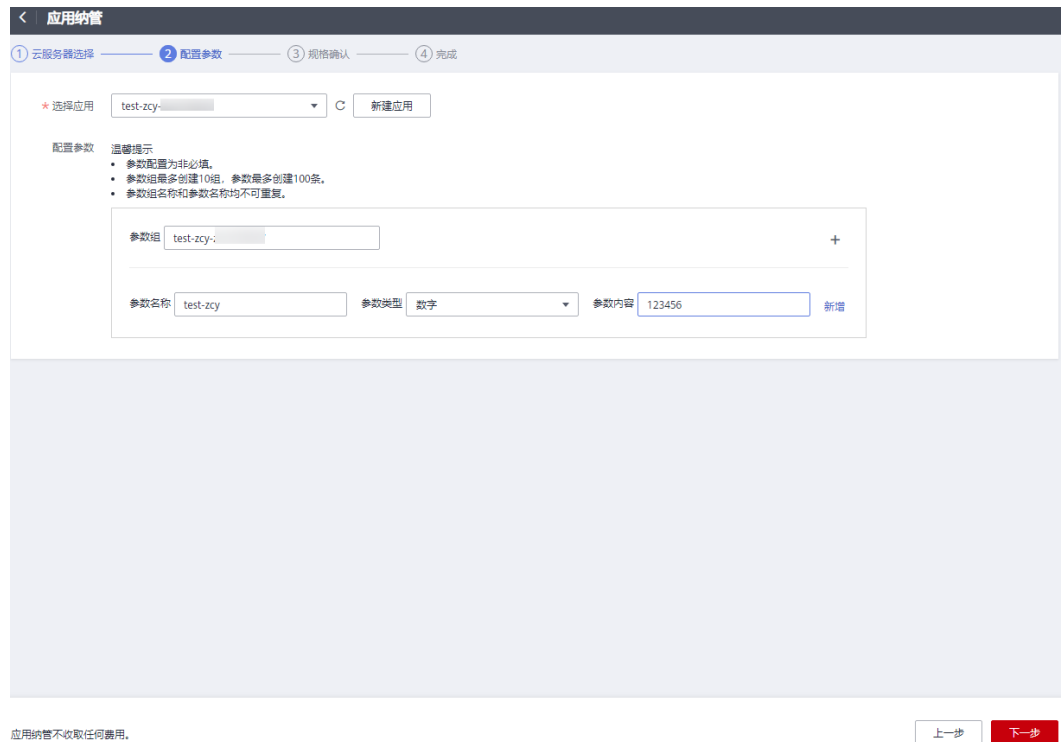 应用纳管
1 云服务器选择 2 配置参数 3 规格确认 4 完成
* 选择应用 test-zcy- 新建应用
配置参数 温馨提示
• 参数配置为非必填。
• 参数组最多创建10组，参数最多创建100条。
• 参数组名称和参数名称均不可重复。
参数组 test-zcy- +
参数名称 test-zcy 参数类型 数字 参数内容 123456 新增
应用纳管不收取任何费用。 上一步 下一步